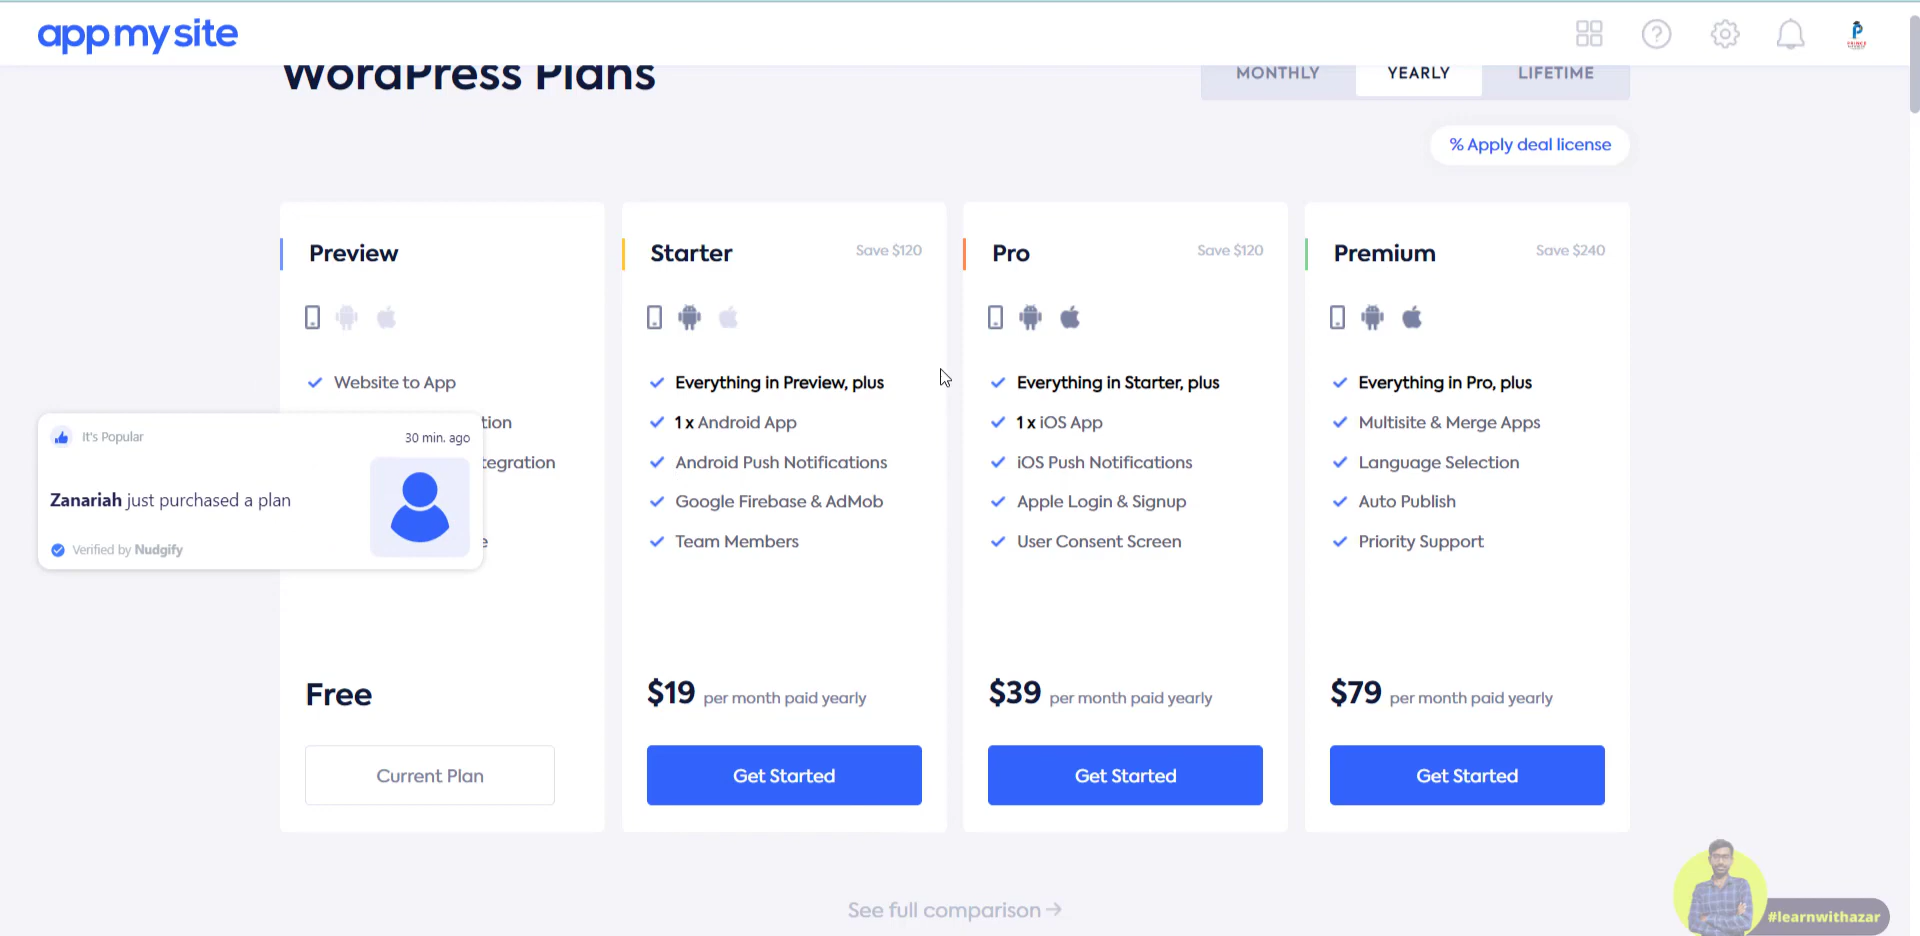 app my site
WordPress Plans
MONTHLY YEARLY LIFETIME
% Apply deal license
Preview
Website to App
tion
tegration
e
Free
Current Plan
It's Popular 30 min. ago
Zanariah just purchased a plan
Verified by Nudgify
Starter Save $120
Everything in Preview, plus
1 x Android App
Android Push Notifications
Google Firebase & AdMob
Team Members
$19 per month paid yearly
Get Started
Pro Save $120
Everything in Starter, plus
1 x iOS App
iOS Push Notifications
Apple Login & Signup
User Consent Screen
$39 per month paid yearly
Get Started
Premium Save $240
Everything in Pro, plus
Multisite & Merge Apps
Language Selection
Auto Publish
Priority Support
$79 per month paid yearly
Get Started
See full comparison
#learnwithazar